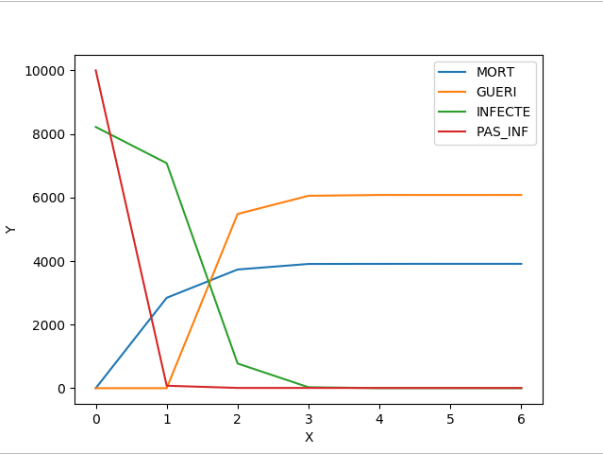 MORT
GUERI
INFECTE
PAS_INF
10000
8000
6000
4000
2000
0
Y
0 1 2 3 4 5 6
X